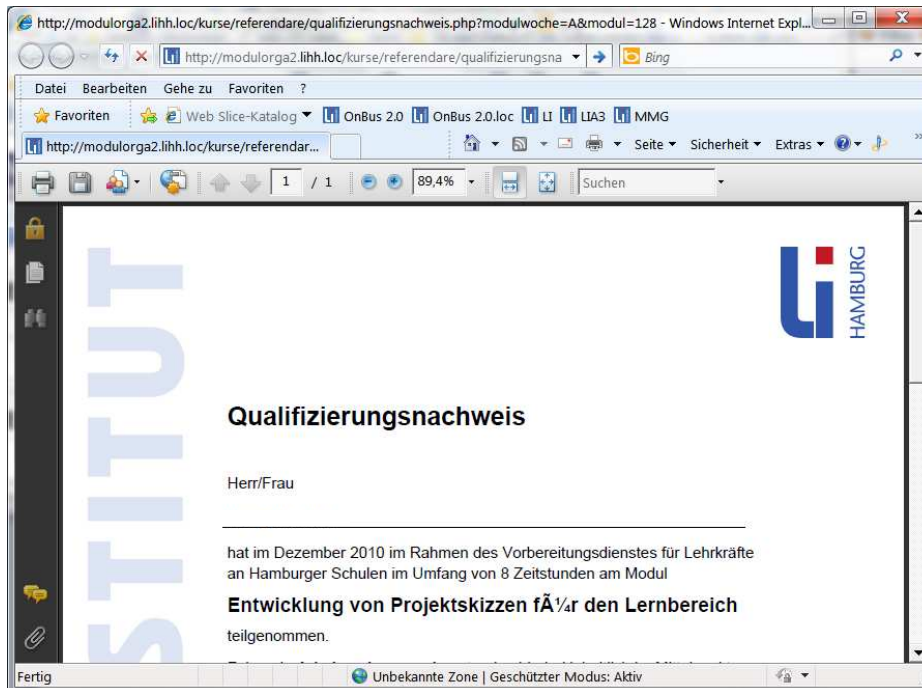 http://modulorga2.lihh.loc/kurse/referendare/qualifizierungsnachweis.php?modulwoche=A&modul=128 - Windows Internet Expl...
http://modulorga2.lihh.loc/kurse/referendare/qualifizierungsna Bing
Datei Bearbeiten Gehe zu Favoriten ?
Favoriten Web Slice-Katalog OnBus 2.0 OnBus 2.0.loc LI LIA3 MMG
http://modulorga2.lihh.loc/kurse/referendar... Seite Sicherheit Extras
1 / 1 89,4% Suchen
STITUT
Li HAMBURG
Qualifizierungsnachweis
Herr/Frau
hat im Dezember 2010 im Rahmen des Vorbereitungsdienstes für Lehrkräfte
an Hamburger Schulen im Umfang von 8 Zeitstunden am Modul
Entwicklung von Projektskizzen fÃ¼r den Lernbereich
teilgenommen.
Fertig Unbekannte Zone | Geschützter Modus: Aktiv